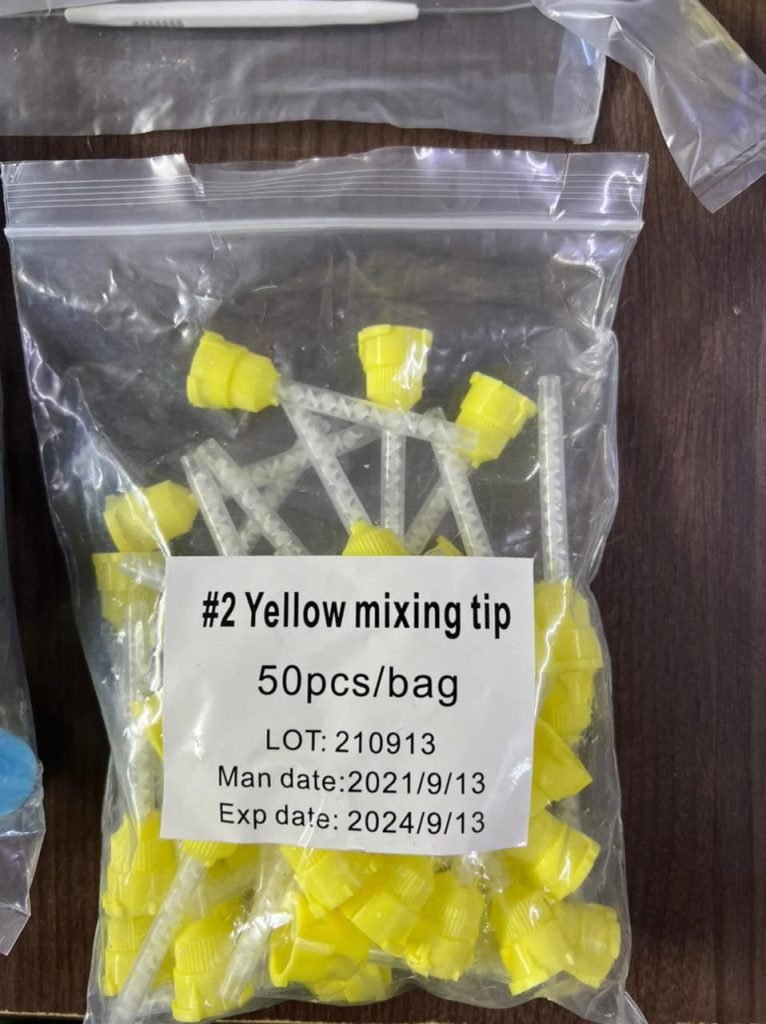 #2 Yellow mixing tip
50pcs/bag
LOT: 210913
Man date:2021/9/13
Exp date: 2024/9/13